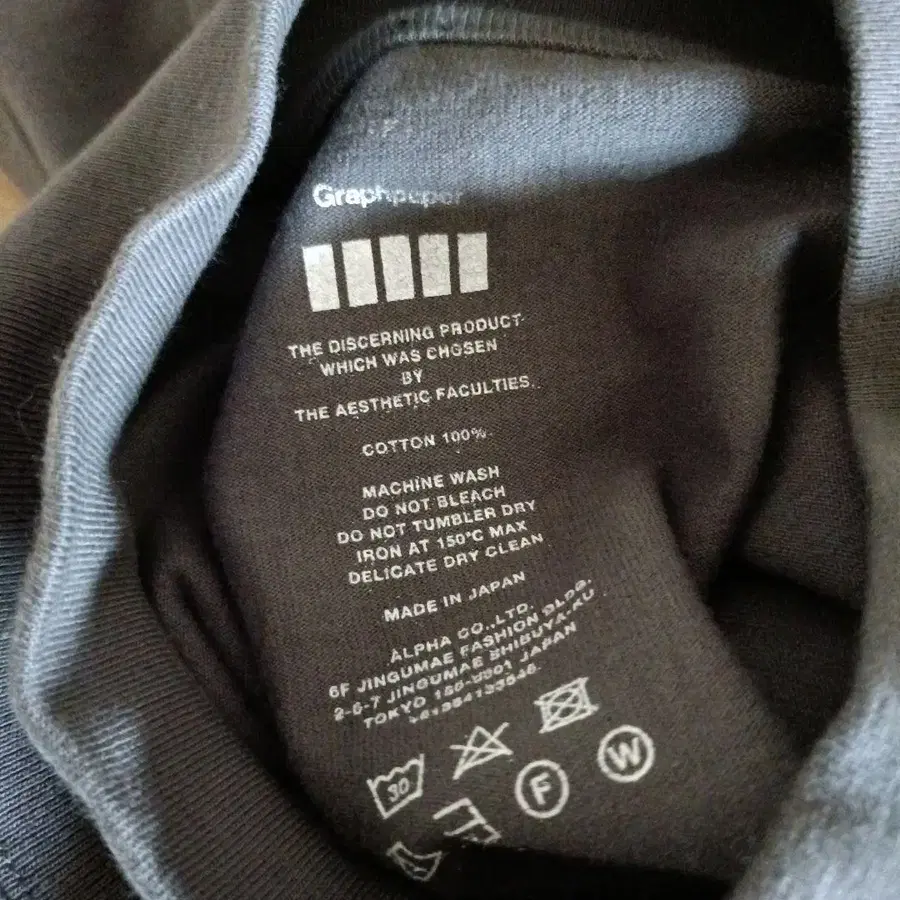 Graphpaper
THE DISCERNING PRODUCT
WHICH WAS CHOSEN
BY
THE AESTHETIC FACULTIES.
COTTON 100%
MACHINE WASH
DO NOT BLEACH
DO NOT TUMBLER DRY
IRON AT 150°C MAX
DELICATE DRY CLEAN
MADE IN JAPAN
ALPHA CO.,LTD.
6F JINGUMAE FASHION BLDG.
2-6-7 JINGUMAE SHIBUYA-KU
TOKYO JAPAN
30
F
W